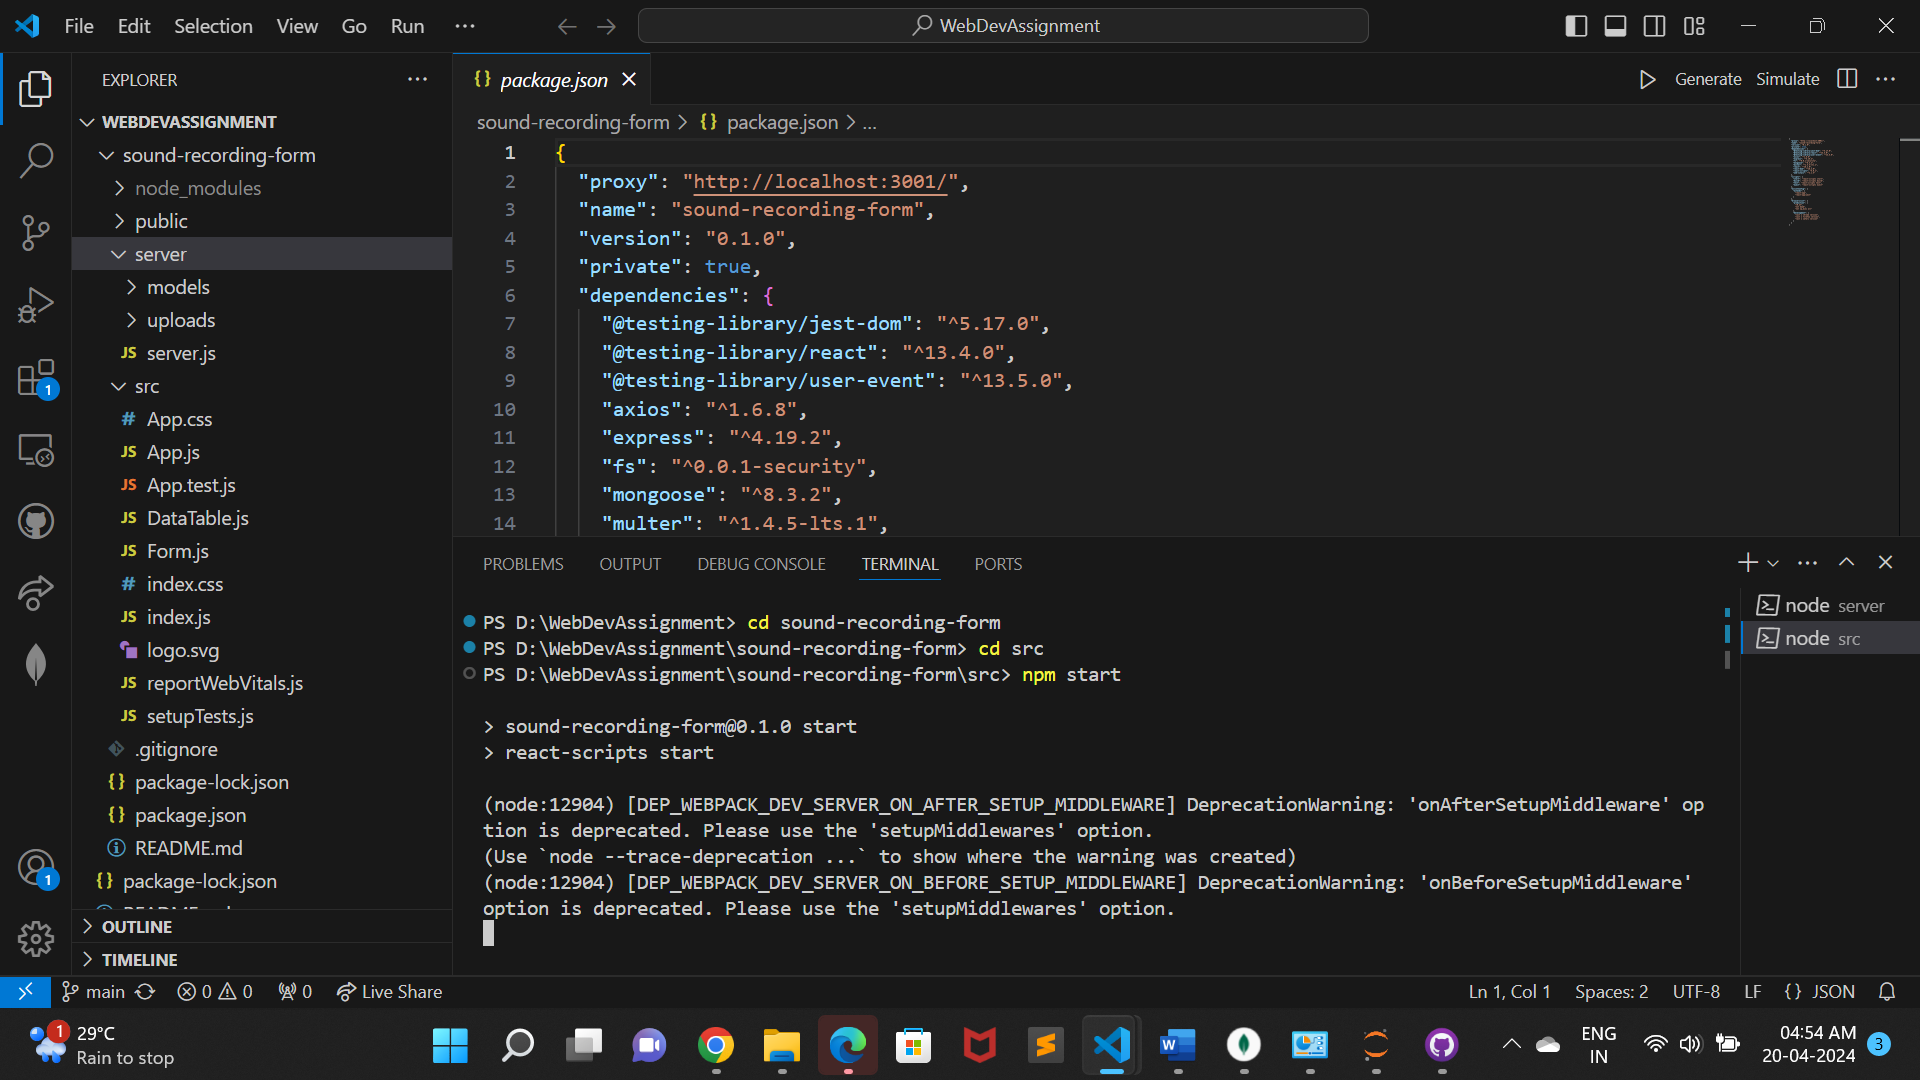 File Edit Selection View Go Run ···
WebDevAssignment
EXPLORER
WEBDEVASSIGNMENT
sound-recording-form
node_modules
public
server
models
uploads
JS server.js
src
# App.css
JS App.js
JS App.test.js
JS DataTable.js
JS Form.js
# index.css
JS index.js
logo.svg
JS reportWebVitals.js
JS setupTests.js
.gitignore
{} package-lock.json
{} package.json
README.md
{} package-lock.json
OUTLINE
TIMELINE
{} package.json
Generate Simulate
sound-recording-form > {} package.json > ...
1 {
2 "proxy": "http://localhost:3001/",
3 "name": "sound-recording-form",
4 "version": "0.1.0",
5 "private": true,
6 "dependencies": {
7 "@testing-library/jest-dom": "^5.17.0",
8 "@testing-library/react": "^13.4.0",
9 "@testing-library/user-event": "^13.5.0",
10 "axios": "^1.6.8",
11 "express": "^4.19.2",
12 "fs": "^0.0.1-security",
13 "mongoose": "^8.3.2",
14 "multer": "^1.4.5-lts.1",
PROBLEMS OUTPUT DEBUG CONSOLE TERMINAL PORTS
PS D:\WebDevAssignment> cd sound-recording-form
PS D:\WebDevAssignment\sound-recording-form> cd src
PS D:\WebDevAssignment\sound-recording-form\src> npm start
> sound-recording-form@0.1.0 start
> react-scripts start
(node:12904) [DEP_WEBPACK_DEV_SERVER_ON_AFTER_SETUP_MIDDLEWARE] DeprecationWarning: 'onAfterSetupMiddleware' op
tion is deprecated. Please use the 'setupMiddlewares' option.
(Use `node --trace-deprecation ...` to show where the warning was created)
(node:12904) [DEP_WEBPACK_DEV_SERVER_ON_BEFORE_SETUP_MIDDLEWARE] DeprecationWarning: 'onBeforeSetupMiddleware'
option is deprecated. Please use the 'setupMiddlewares' option.
node server
node src
1
1
main 0 0 0 Live Share
Ln 1, Col 1 Spaces: 2 UTF-8 LF {} JSON
1
29°C
Rain to stop
ENG
IN
04:54 AM
20-04-2024
3